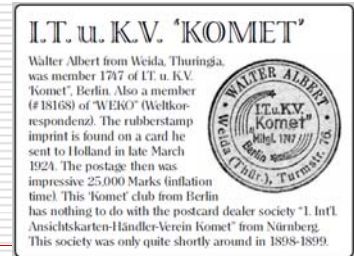 I.T. u. K.V. "KOMET"
Walter Albert from Weida, Thuringia,
was member 1747 of I.T. u. K.V.
"Komet", Berlin. Also a member
(#18168) of "WEKO" (Weltkor-
respondenz). The rubberstamp
imprint is found on a card he
sent to Holland in late March
1924. The postage then was
impressive 25,000 Marks (inflation
time). This 'Komet' club from Berlin
has nothing to do with the postcard dealer society "1. Int'l.
Ansichtskarten-Händler-Verein Komet" from Nürnberg.
This society was only quite shortly around in 1898-1899.
WALTER ALBERT
I.T.u.K.V.
"Komet"
Mitgl. 1747
Berlin
Weida (Thür.), Turmstr. 76.